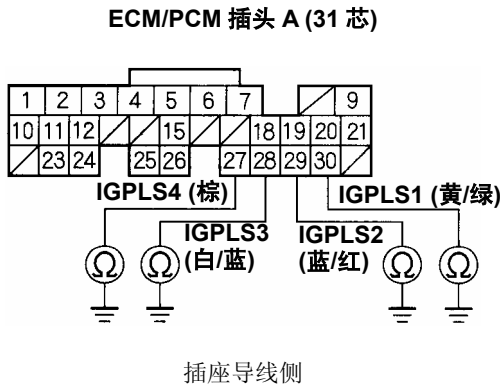 ECM/PCM 插头 A (31 芯)
1 2 3 4 5 6 7 9
10 11 12 15 18 19 20 21
23 24 25 26 27 28 29 30
IGPLS4 (棕)
IGPLS1 (黄/绿)
IGPLS3
(白/蓝)
IGPLS2
(蓝/红)
Ω Ω Ω Ω
插座导线侧